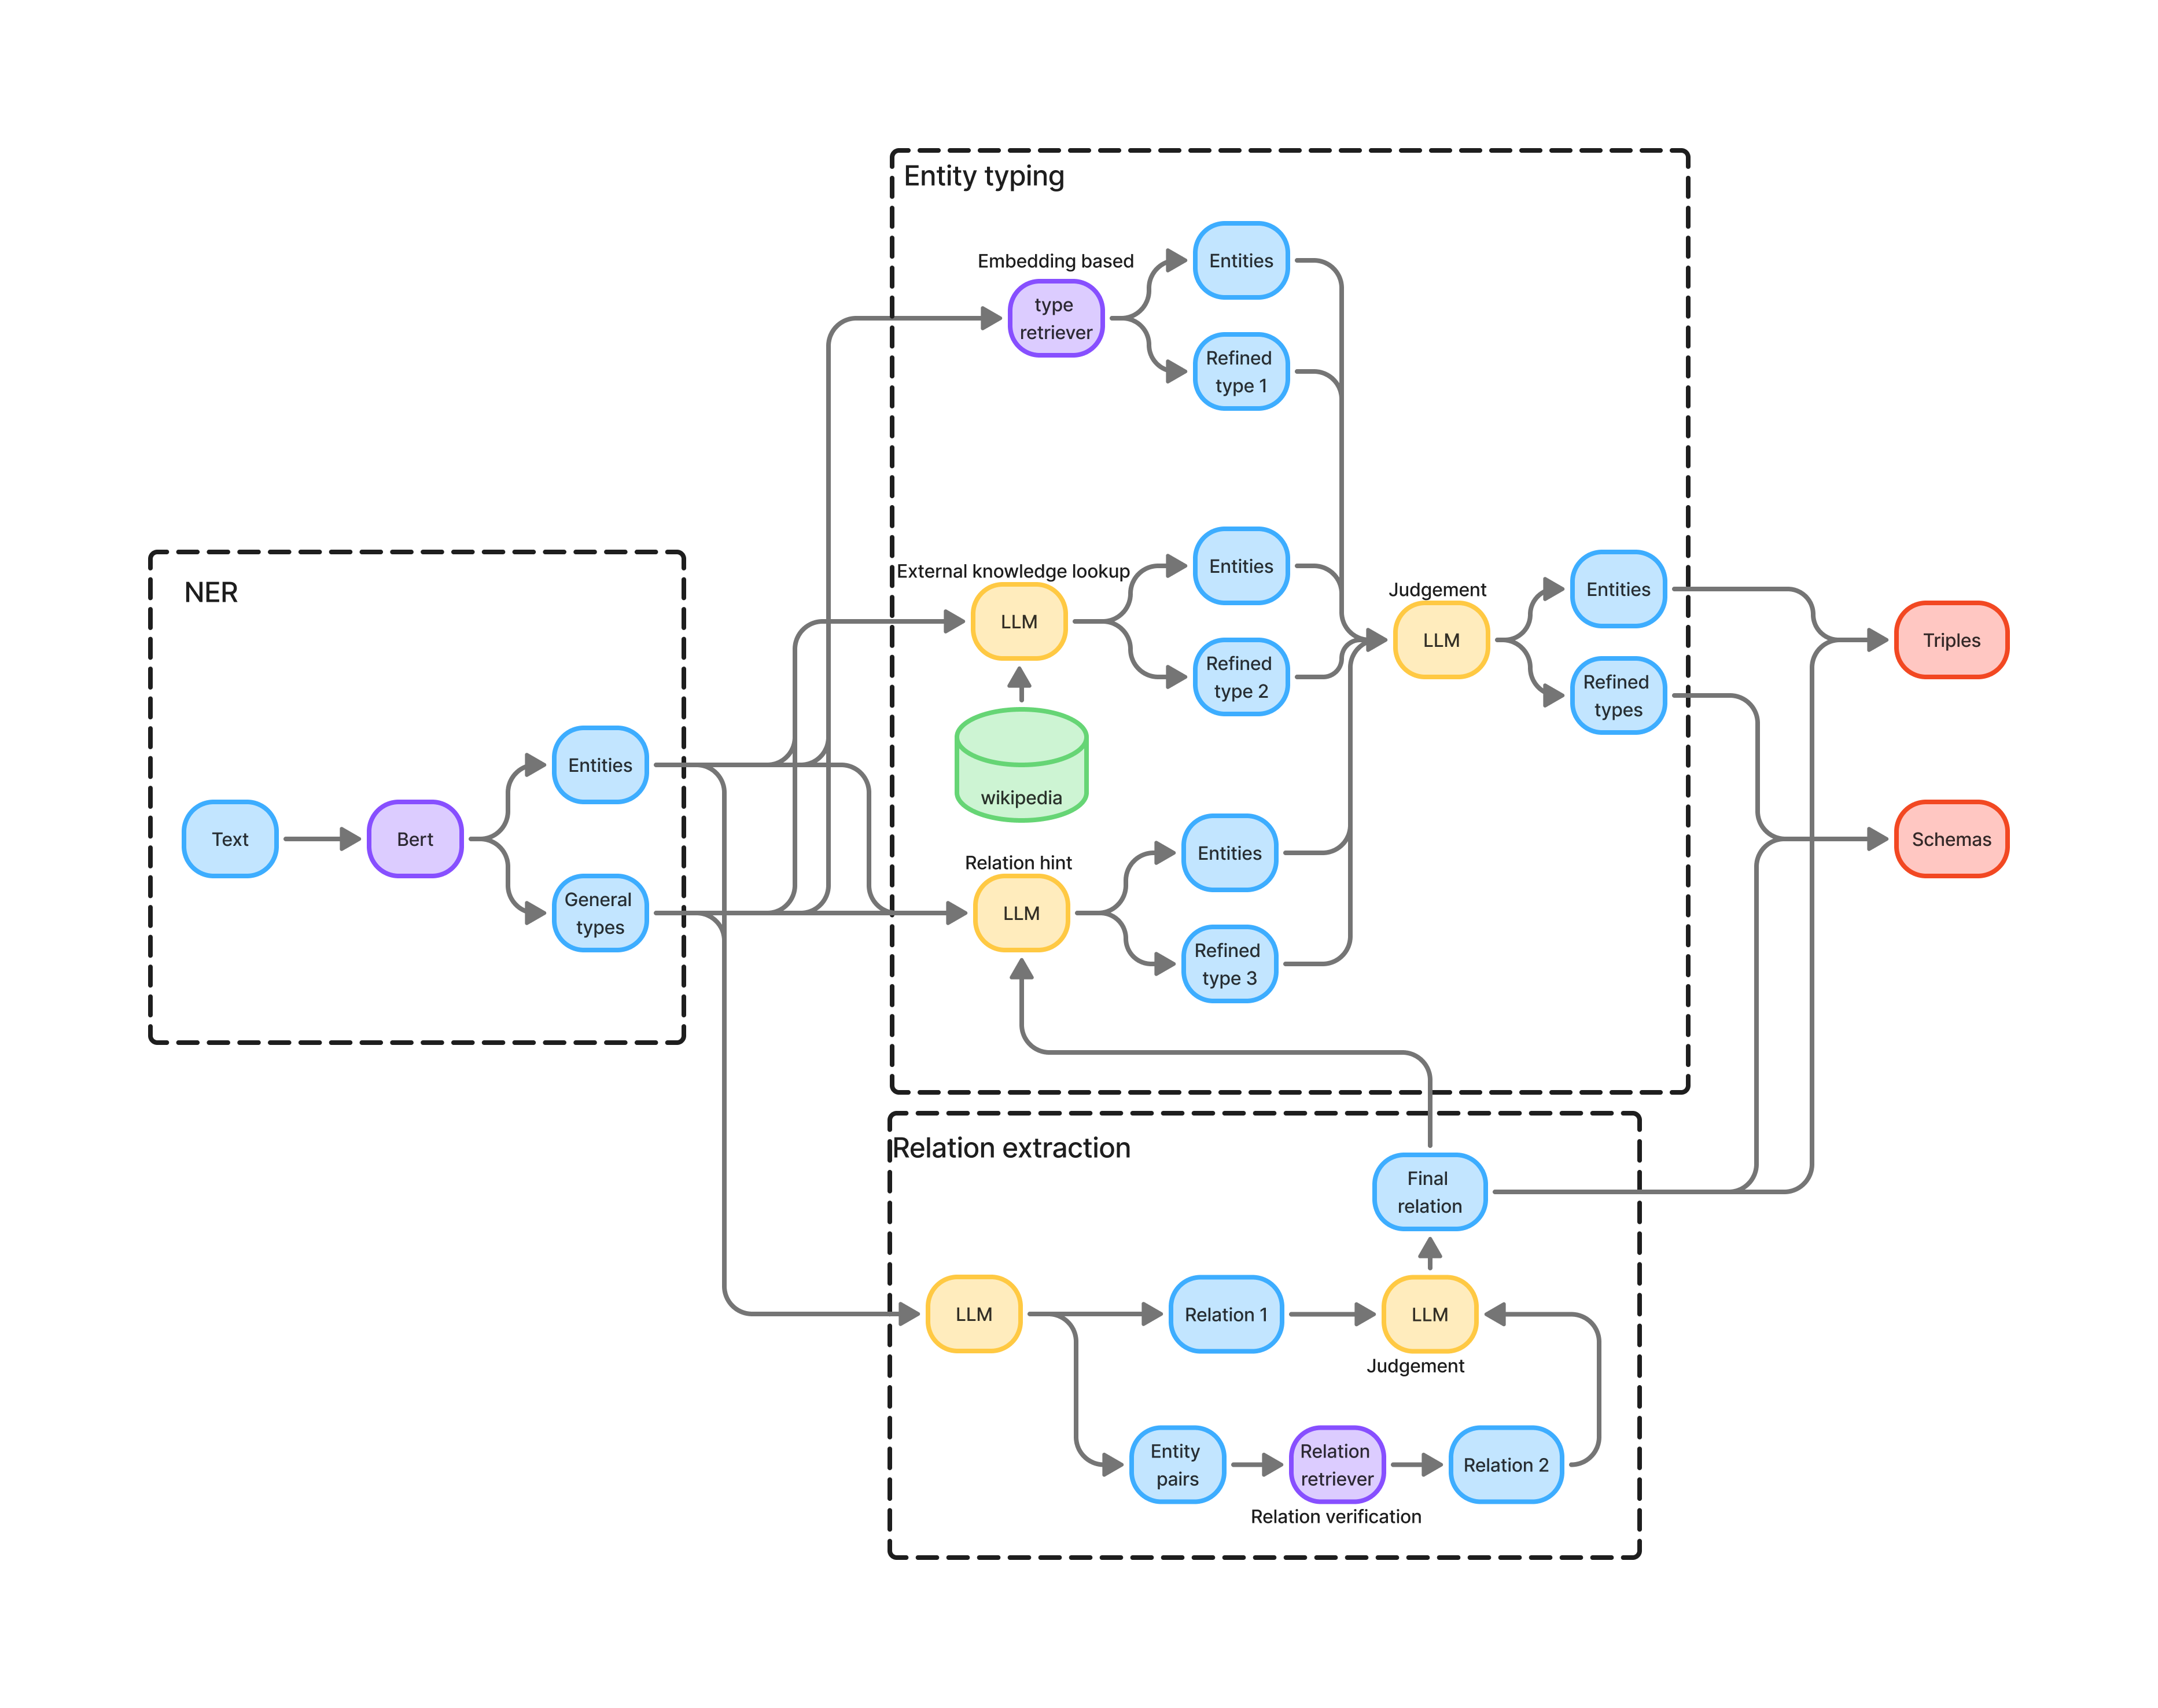 Entity typing
Embedding based
type
retriever
Entities
Refined
type 1
External knowledge lookup
LLM
wikipedia
Entities
Refined
type 2
Relation hint
LLM
Entities
Refined
type 3
Judgement
LLM
Entities
Refined
types
Triples
Schemas
NER
Text
Bert
Entities
General
types
Relation extraction
Final
relation
LLM
Relation 1
LLM
Judgement
Entity
pairs
Relation
retriever
Relation 2
Relation verification